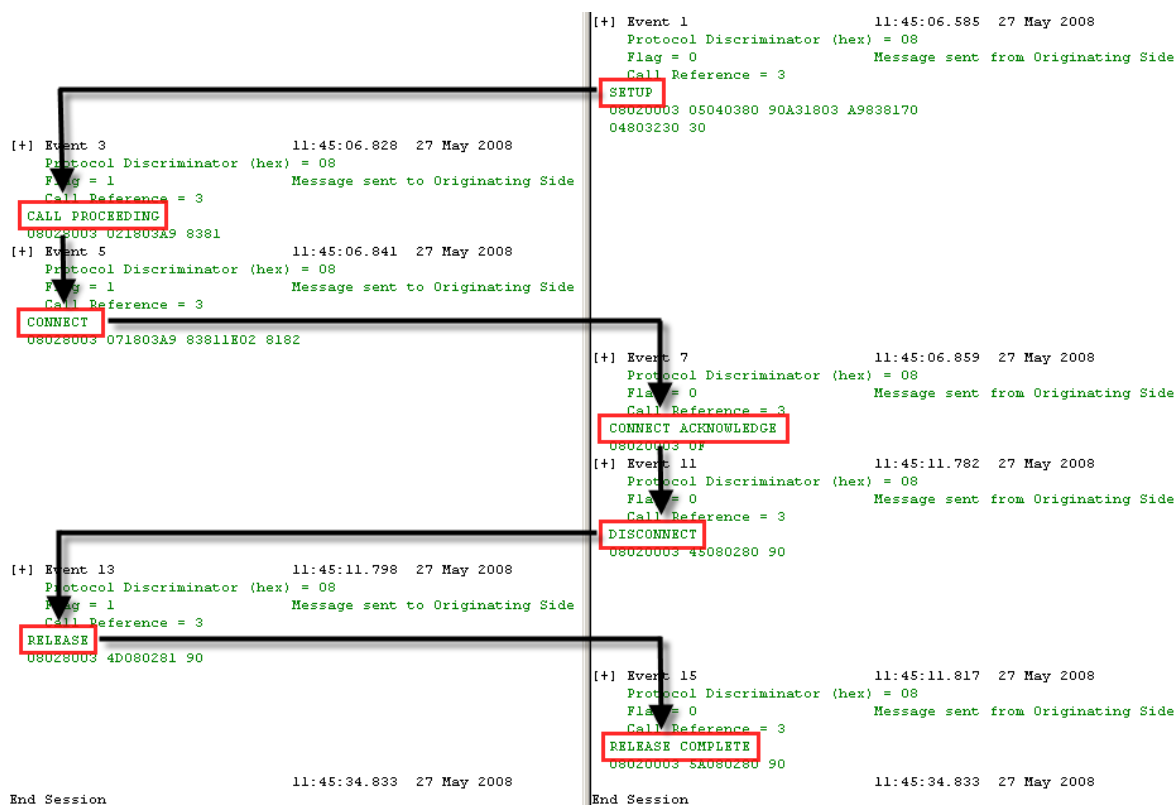 [+] Event 1 11:45:06.585 27 May 2008
Protocol Discriminator (hex) = 08
Flag = 0 Message sent from Originating Side
Call Reference = 3
SETUP
08020003 05040380 90A31803 A9838170
04803230 30
[+] Event 3 11:45:06.828 27 May 2008
Protocol Discriminator (hex) = 08
Flag = 1 Message sent to Originating Side
Call Reference = 3
CALL PROCEEDING
08028003 021803A9 8381
[+] Event 5 11:45:06.841 27 May 2008
Protocol Discriminator (hex) = 08
Flag = 1 Message sent to Originating Side
Call Reference = 3
CONNECT
08028003 071803A9 83811E02 8182
[+] Event 7 11:45:06.859 27 May 2008
Protocol Discriminator (hex) = 08
Flag = 0 Message sent from Originating Side
Call Reference = 3
CONNECT ACKNOWLEDGE
08020003 0F
[+] Event 11 11:45:11.782 27 May 2008
Protocol Discriminator (hex) = 08
Flag = 0 Message sent from Originating Side
Call Reference = 3
DISCONNECT
08020003 45080280 90
[+] Event 13 11:45:11.798 27 May 2008
Protocol Discriminator (hex) = 08
Flag = 1 Message sent to Originating Side
Call Reference = 3
RELEASE
08028003 4D080281 90
[+] Event 15 11:45:11.817 27 May 2008
Protocol Discriminator (hex) = 08
Flag = 0 Message sent from Originating Side
Call Reference = 3
RELEASE COMPLETE
08020003 5A080280 90
11:45:34.833 27 May 2008
End Session
11:45:34.833 27 May 2008
End Session